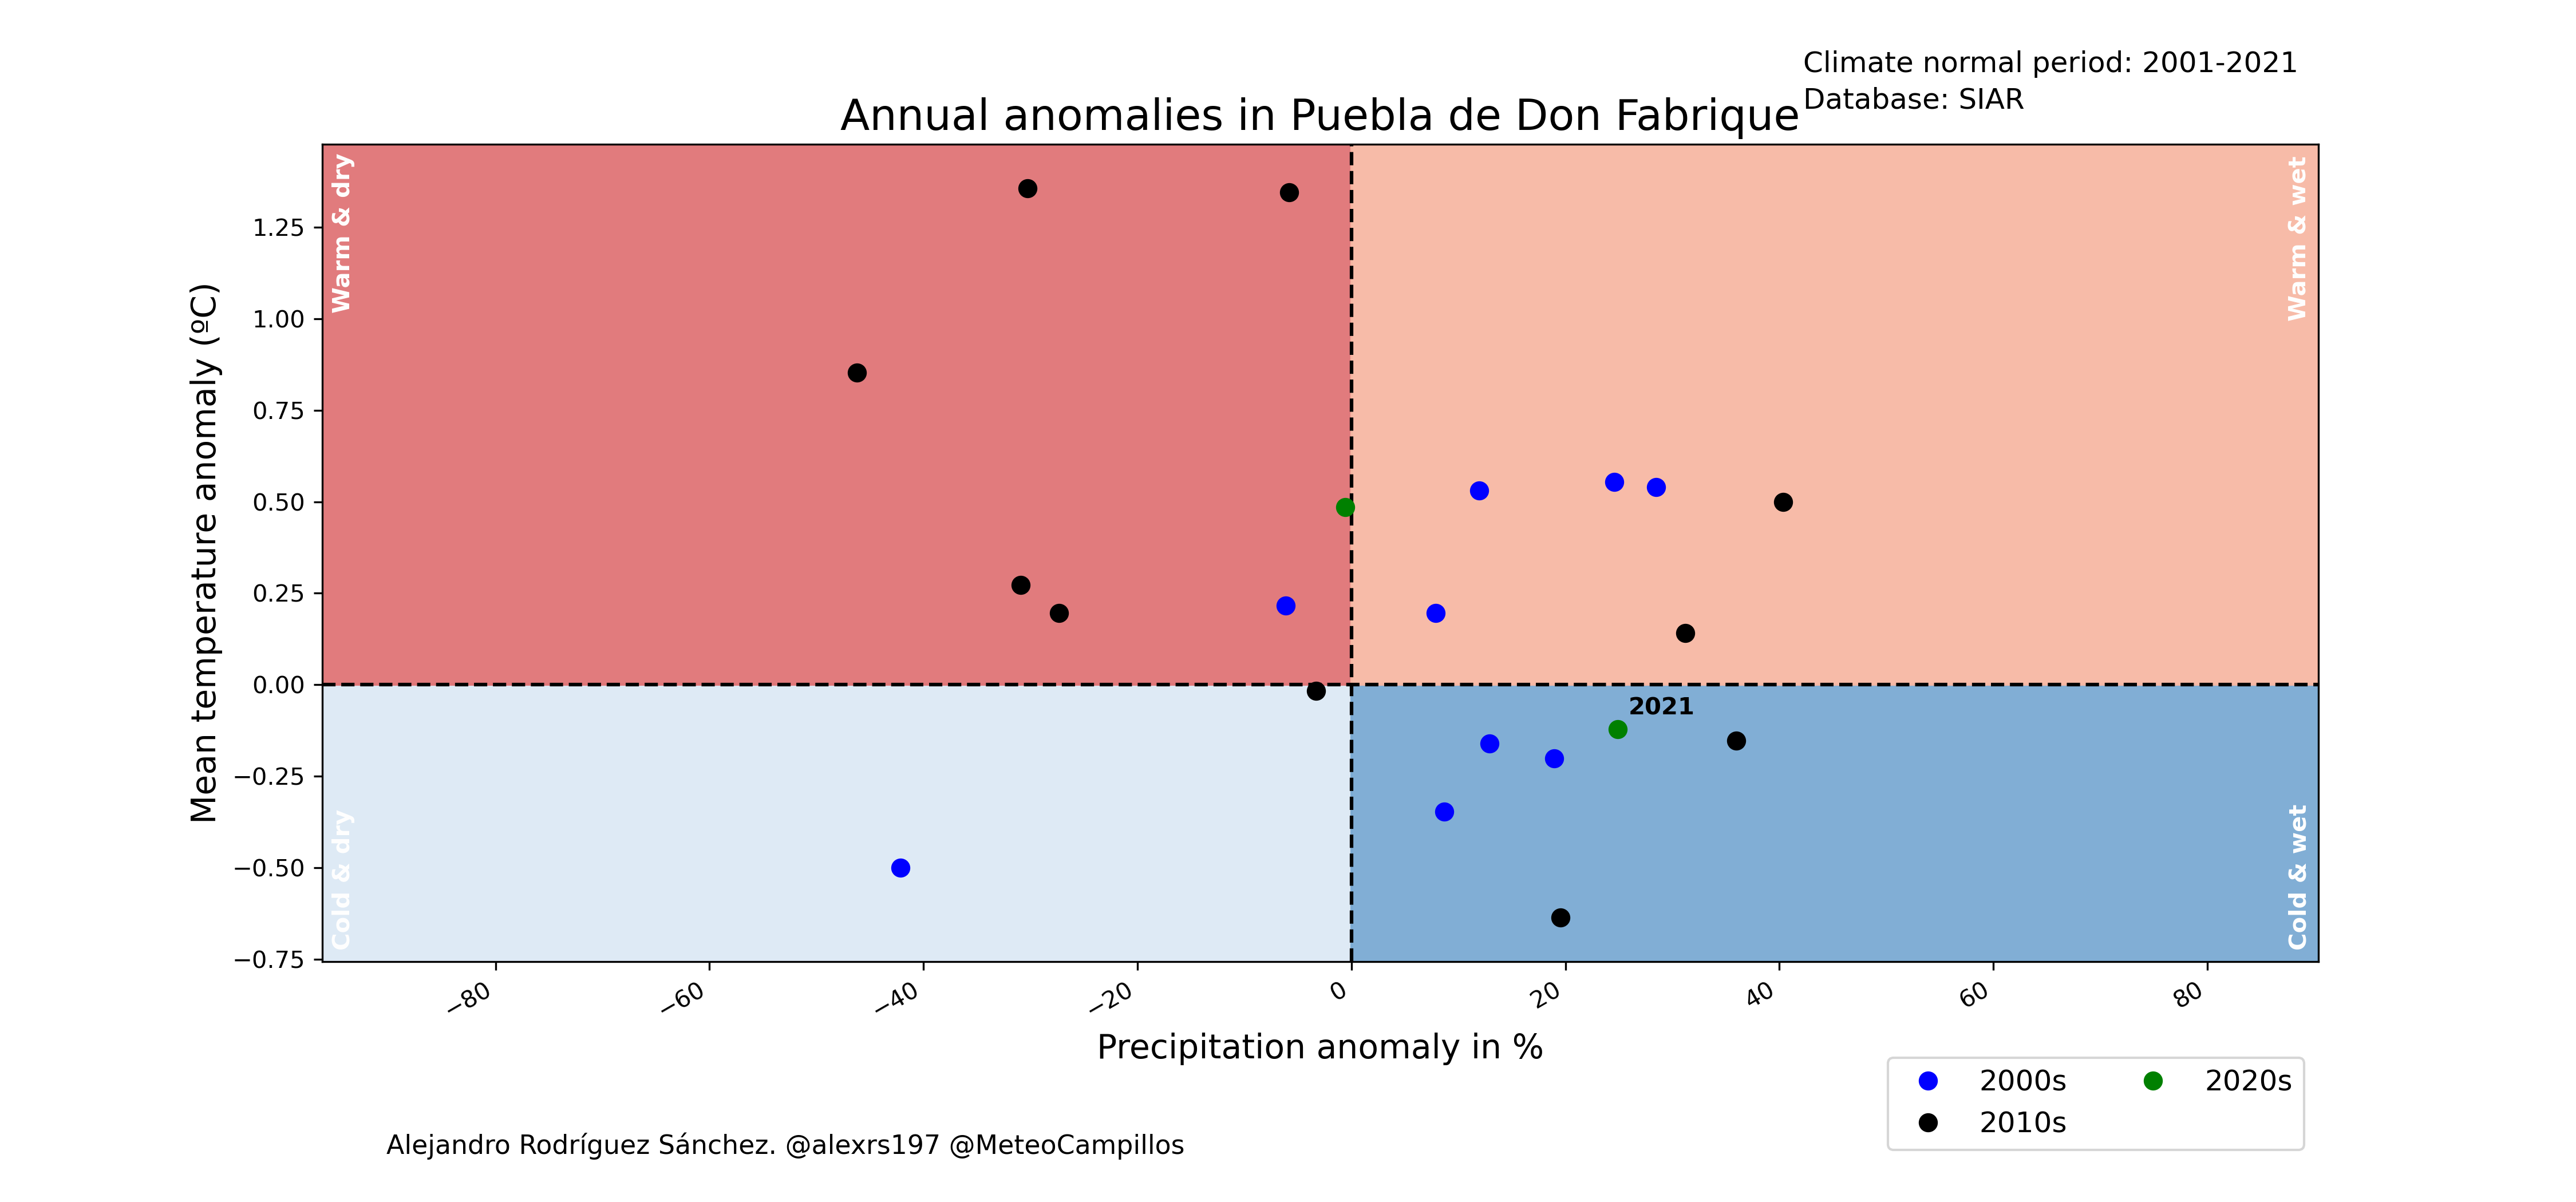 Climate normal period: 2001-2021
Database: SIAR
Annual anomalies in Puebla de Don Fabrique
Warm & dry
Warm & wet
Mean temperature anomaly (ºC)
1.25
1.00
0.75
0.50
0.25
0.00
−0.25
−0.50
−0.75
2021
Cold & dry
Cold & wet
−80
−60
−40
−20
0
20
40
60
80
Precipitation anomaly in %
2000s
2010s
2020s
Alejandro Rodríguez Sánchez. @alexrs197 @MeteoCampillos